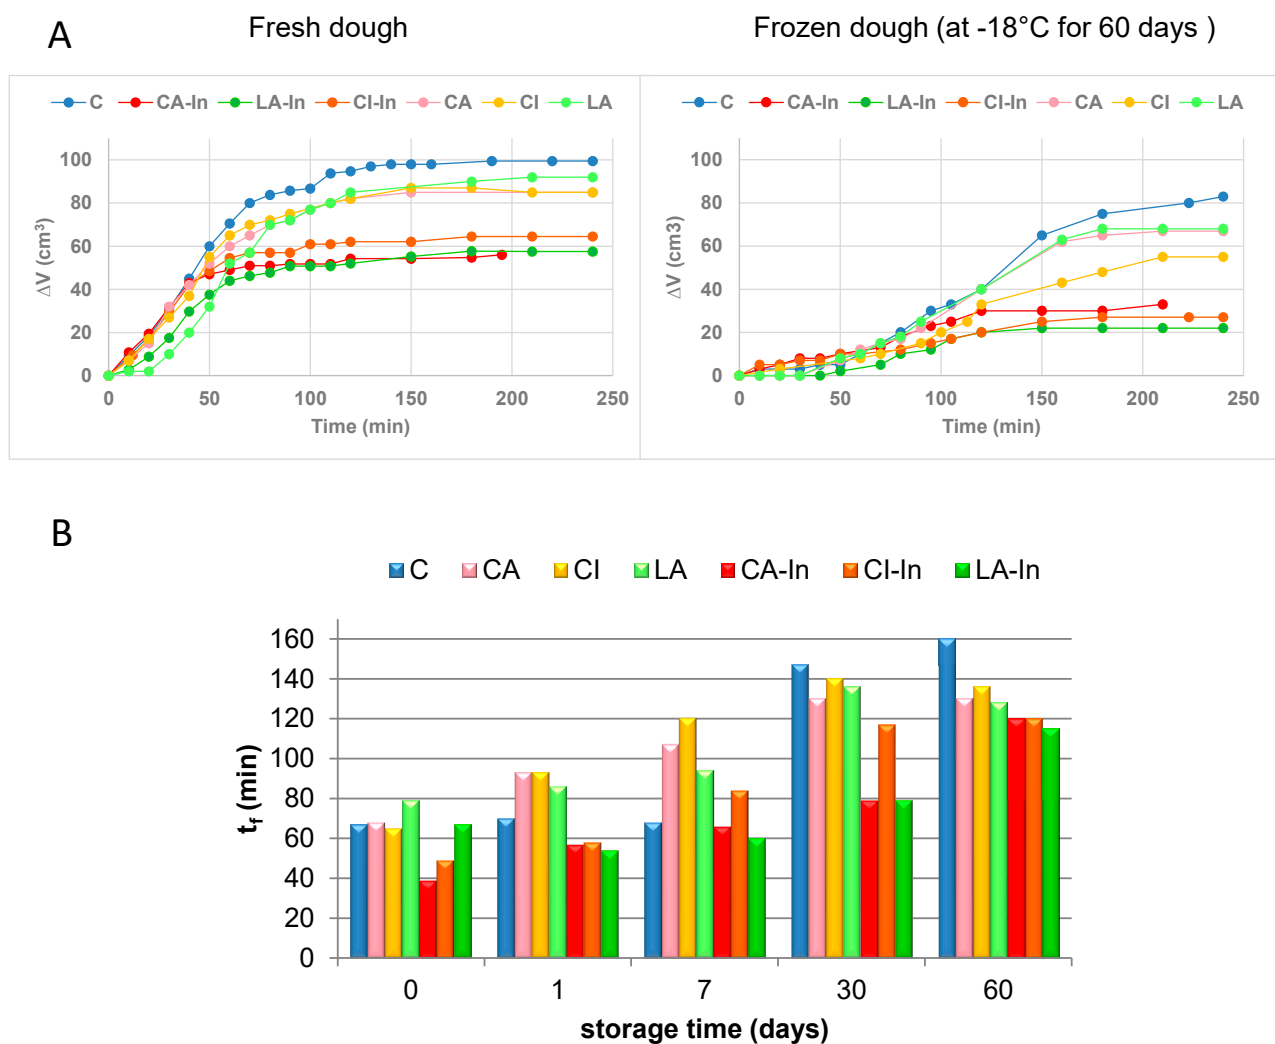 A
Fresh dough
Frozen dough (at -18°C for 60 days )
C CA-In LA-In CI-In CA CI LA
C CA-In LA-In CI-In CA CI LA
100
80
60
40
20
0
ΔV (cm³)
0 50 100 150 200 250
Time (min)
100
80
60
40
20
0
ΔV (cm3)
0 50 100 150 200 250
Time (min)
B
C CA CI LA CA-In CI-In LA-In
160
140
120
100
80
60
40
20
0
tf (min)
0 1 7 30 60
storage time (days)